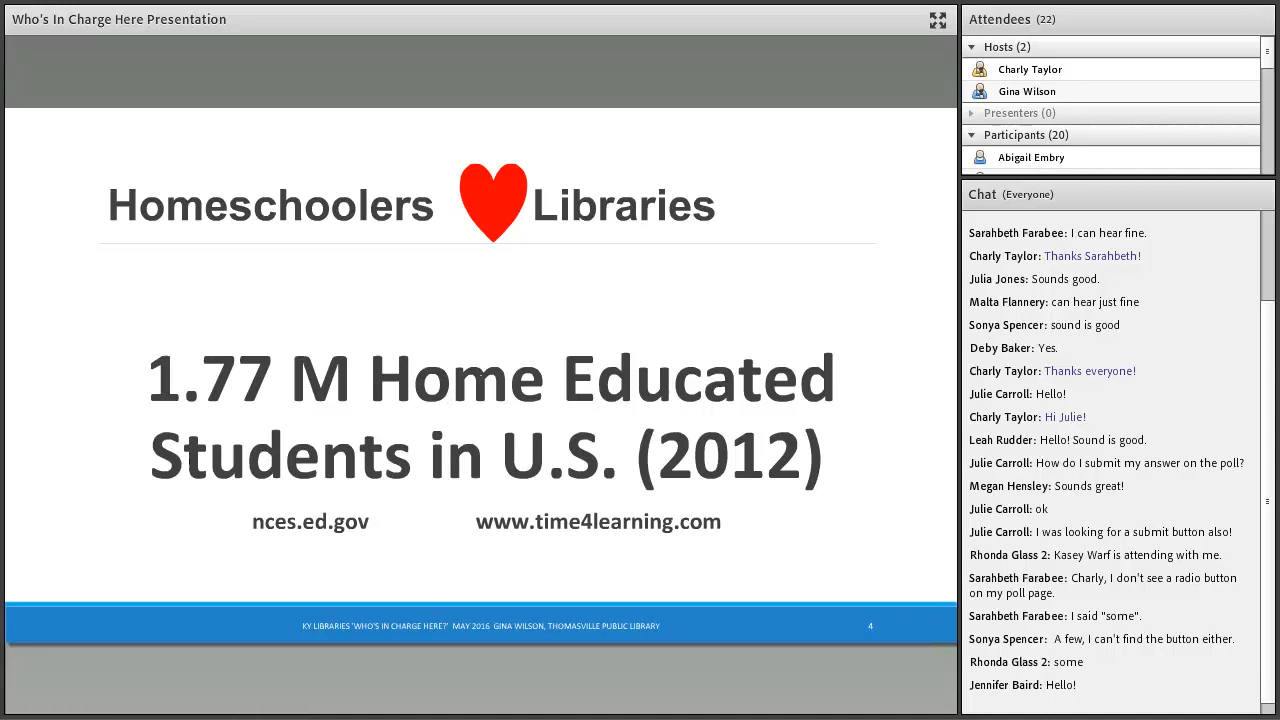 Who's In Charge Here Presentation
Homeschoolers Libraries
1.77 M Home Educated
Students in U.S. (2012)
nces.ed.gov www.time4learning.com
KY LIBRARIES 'WHO'S IN CHARGE HERE?' MAY 2016 GINA WILSON, THOMASVILLE PUBLIC LIBRARY 4
Attendees (22)
Hosts (2)
Charly Taylor
Gina Wilson
Presenters (0)
Participants (20)
Abigail Embry
Chat (Everyone)
Sarahbeth Farabee: I can hear fine.
Charly Taylor: Thanks Sarahbeth!
Julia Jones: Sounds good.
Malta Flannery: can hear just fine
Sonya Spencer: sound is good
Deby Baker: Yes.
Charly Taylor: Thanks everyone!
Julie Carroll: Hello!
Charly Taylor: Hi Julie!
Leah Rudder: Hello! Sound is good.
Julie Carroll: How do I submit my answer on the poll?
Megan Hensley: Sounds great!
Julie Carroll: ok
Julie Carroll: I was looking for a submit button also!
Rhonda Glass 2: Kasey Warf is attending with me.
Sarahbeth Farabee: Charly, I don't see a radio button
on my poll page.
Sarahbeth Farabee: I said "some".
Sonya Spencer: A few, I can't find the button either.
Rhonda Glass 2: some
Jennifer Baird: Hello!